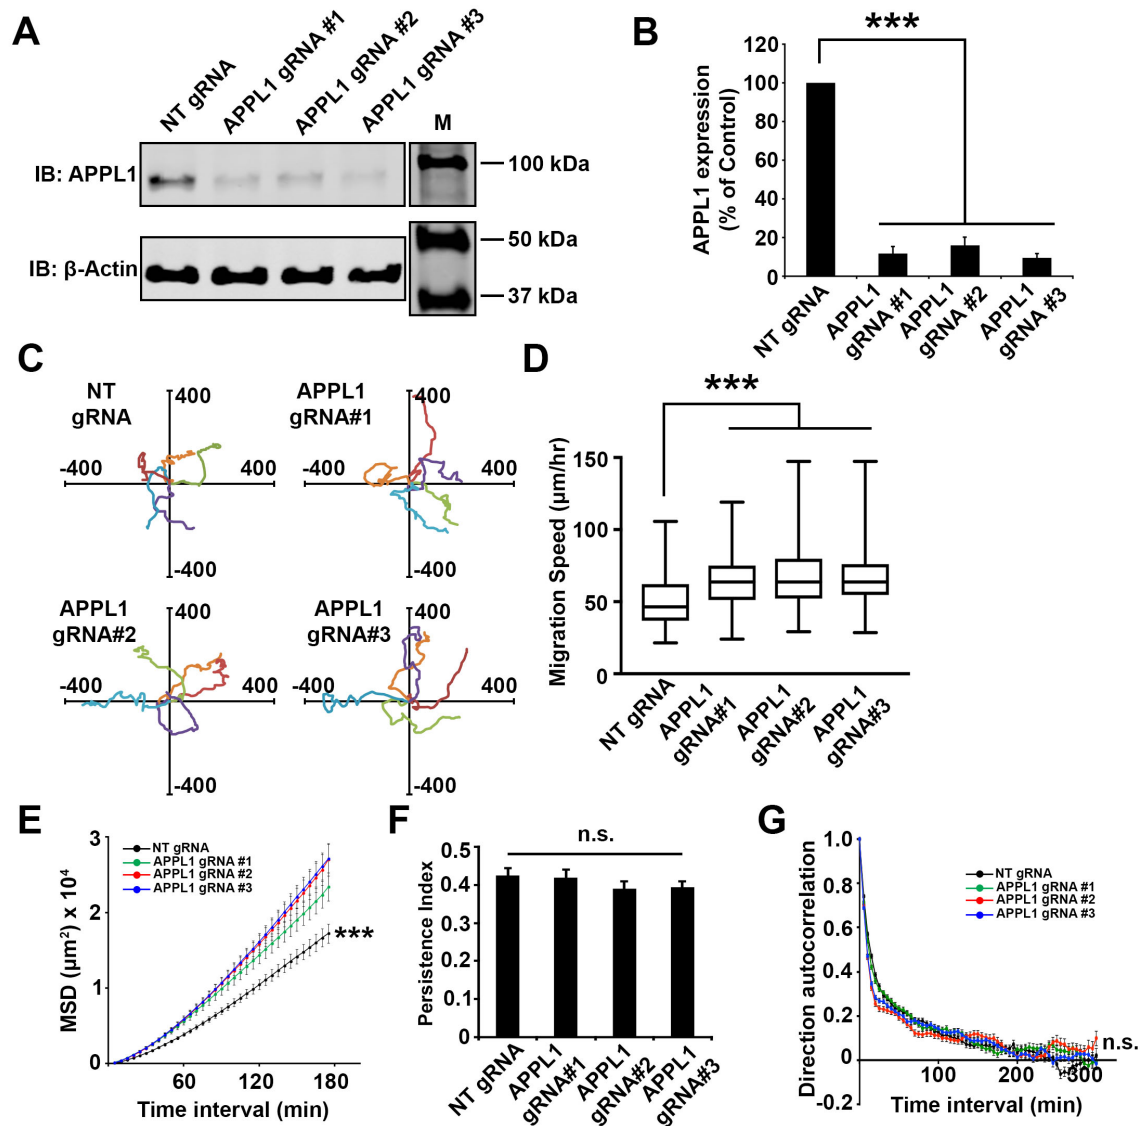 A
NT gRNA
APPL1 gRNA #1
APPL1 gRNA #2
APPL1 gRNA #3
M
IB: APPL1
100 kDa
50 kDa
IB: β-Actin
37 kDa
B
***
APPL1 expression
(% of Control)
120
100
80
60
40
20
0
NT gRNA
APPL1
gRNA #1
APPL1
gRNA #2
APPL1
gRNA #3
C
NT
gRNA
400
-400
400
-400
APPL1
gRNA#1
400
-400
400
-400
APPL1
gRNA#2
400
-400
400
-400
APPL1
gRNA#3
400
-400
400
-400
D
***
Migration Speed (µm/hr)
150
100
50
0
NT gRNA
APPL1
gRNA#1
APPL1
gRNA#2
APPL1
gRNA#3
E
MSD (µm²) x 10⁴
3
2
1
0
NT gRNA
APPL1 gRNA #1
APPL1 gRNA #2
APPL1 gRNA #3
***
60
120
180
Time interval (min)
F
n.s.
Persistence Index
0.5
0.4
0.3
0.2
0.1
0
NT gRNA
APPL1
gRNA#1
APPL1
gRNA#2
APPL1
gRNA#3
G
Direction autocorrelation
1.0
0.8
0.6
0.4
0.2
0
-0.2
NT gRNA
APPL1 gRNA #1
APPL1 gRNA #2
APPL1 gRNA #3
n.s.
100
200
300
Time interval (min)